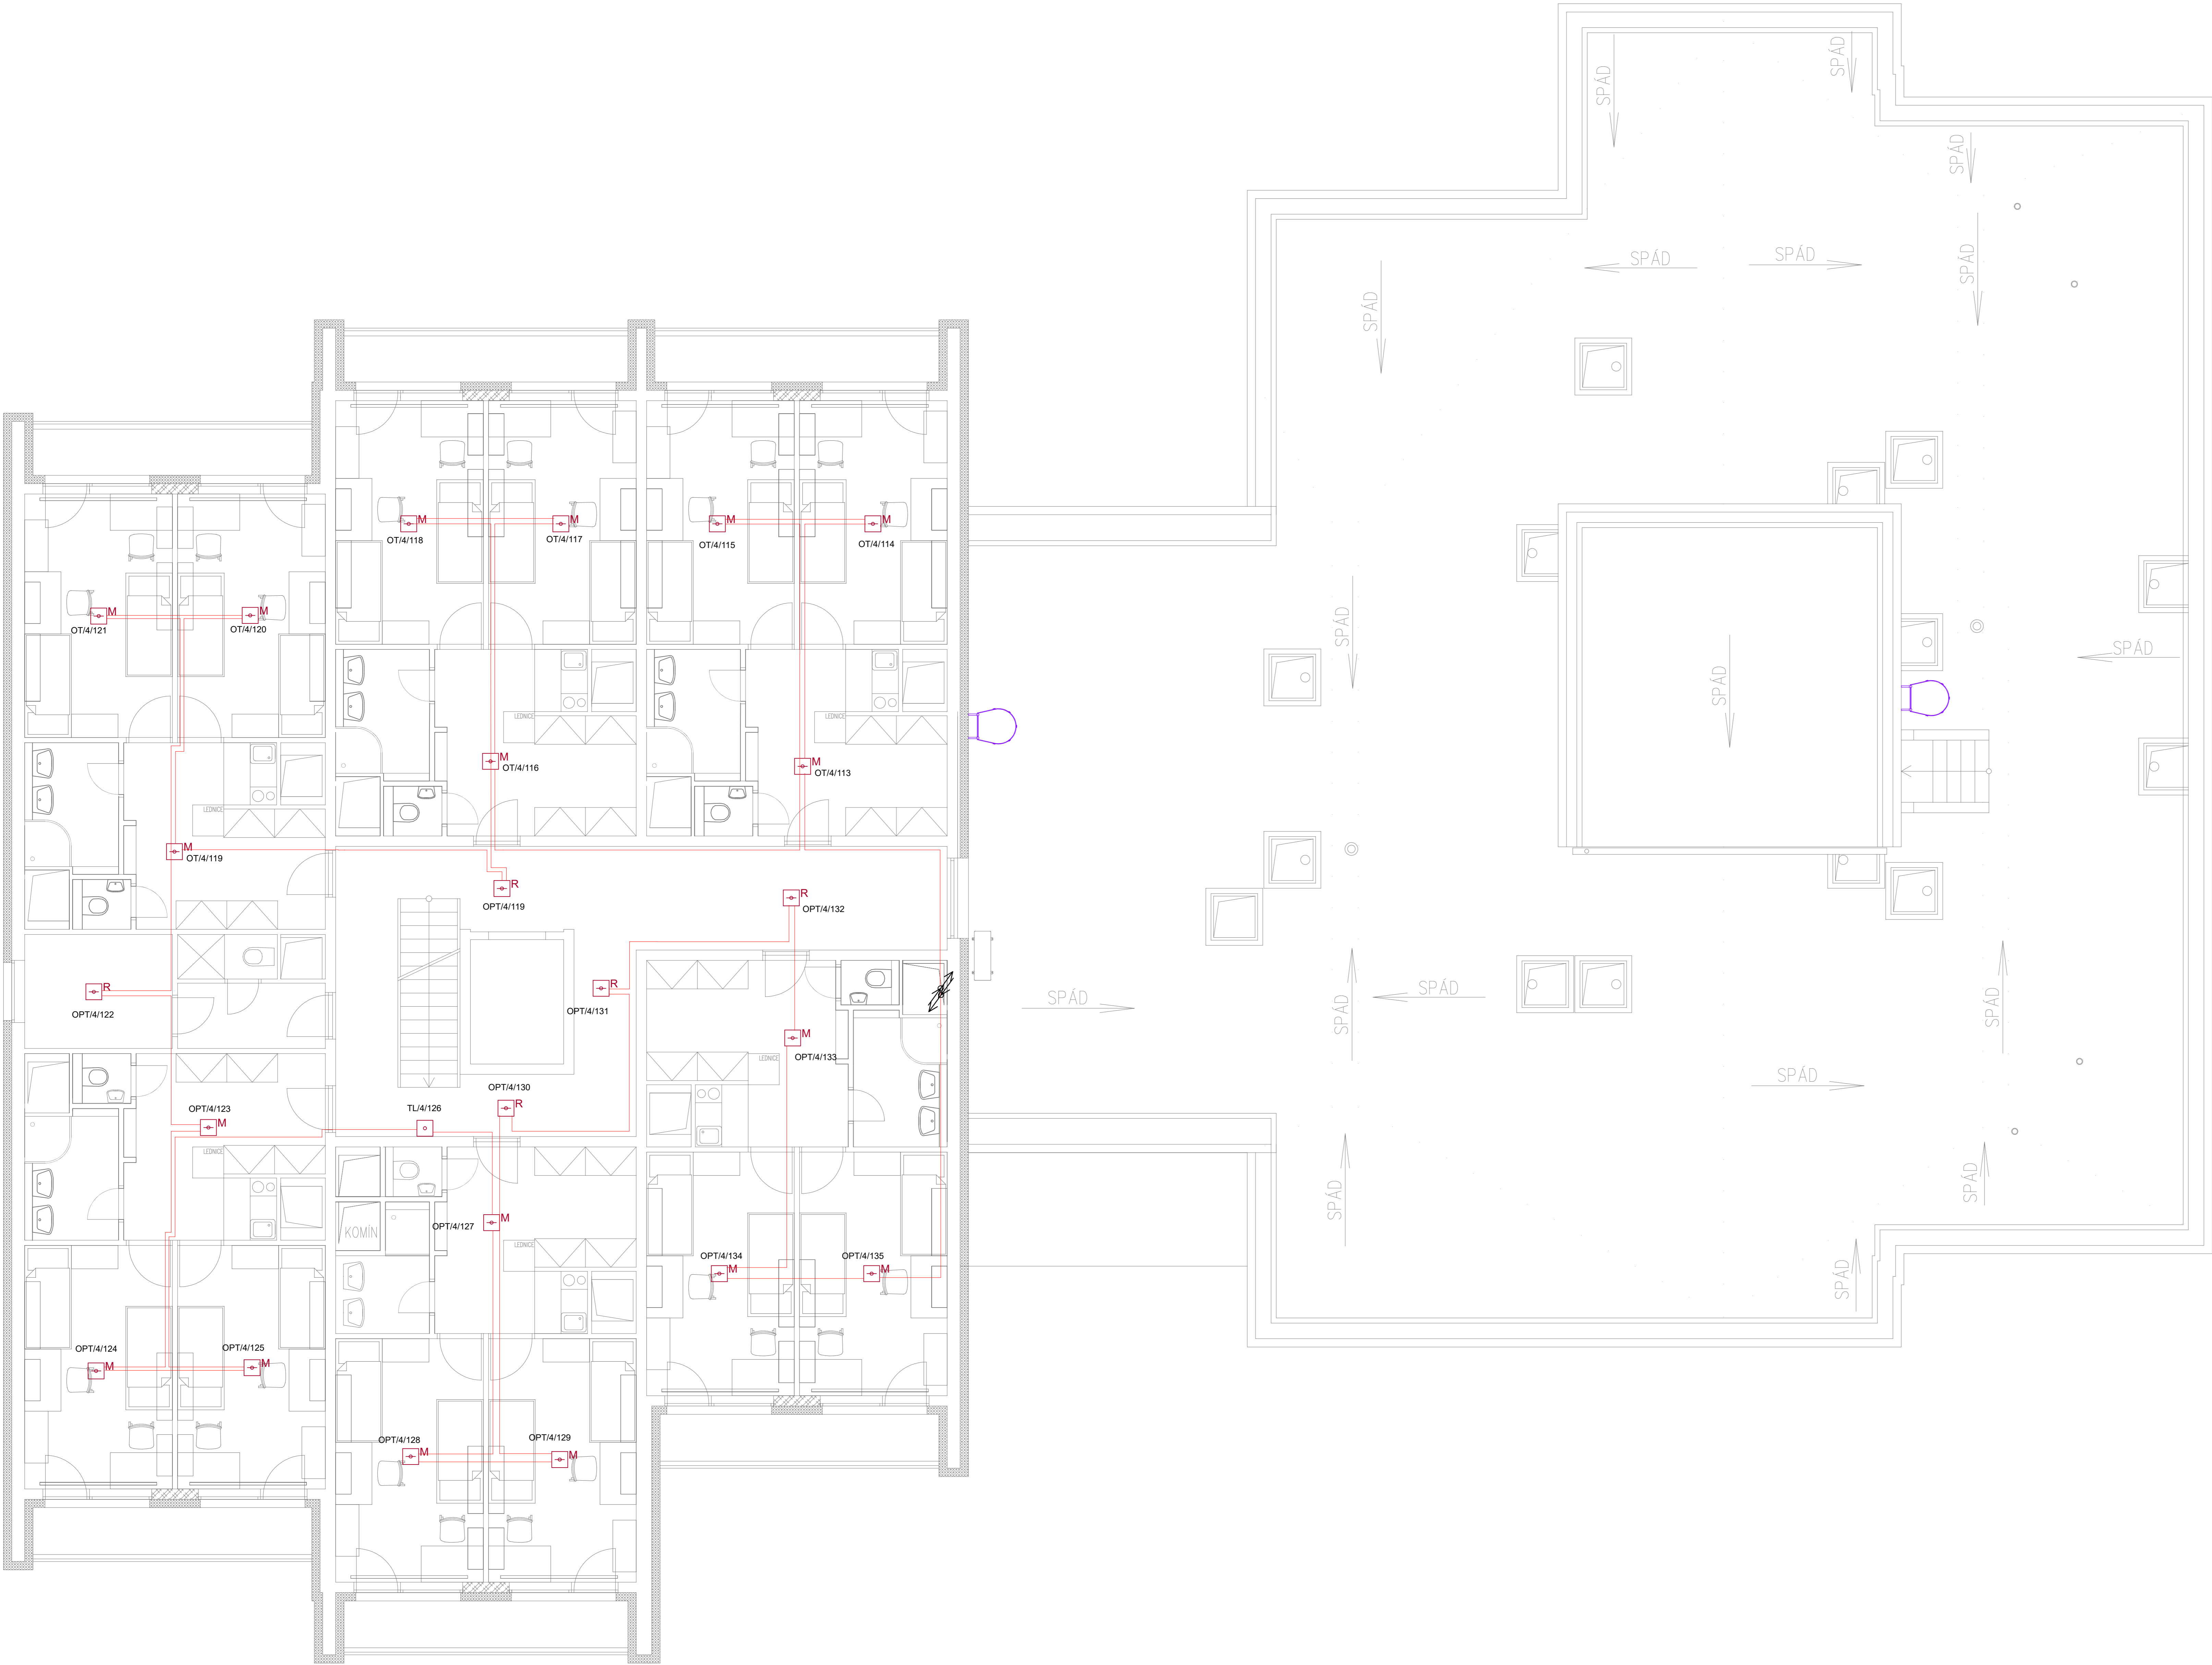 SPÁD
SPÁD
SPÁD
SPÁD
SPÁD
SPÁD
SPÁD
SPÁD
M
OT/4/118
M
OT/4/117
M
OT/4/115
M
OT/4/114
M
OT/4/121
M
OT/4/120
SPÁD
SPÁD
SPÁD
LEDNICE
LEDNICE
M
OT/4/116
M
OT/4/113
LEDNICE
M
OT/4/119
R
OPT/4/119
R
OPT/4/132
R
OPT/4/122
R
OPT/4/131
SPÁD
SPÁD
SPÁD
SPÁD
M
OPT/4/133
LEDNICE
SPÁD
OPT/4/130
R
OPT/4/123
M
TL/4/126
LEDNICE
SPÁD
SPÁD
OPT/4/127
M
KOMÍN
LEDNICE
OPT/4/134
M
OPT/4/135
M
SPÁD
OPT/4/124
M
OPT/4/125
M
OPT/4/128
M
OPT/4/129
M